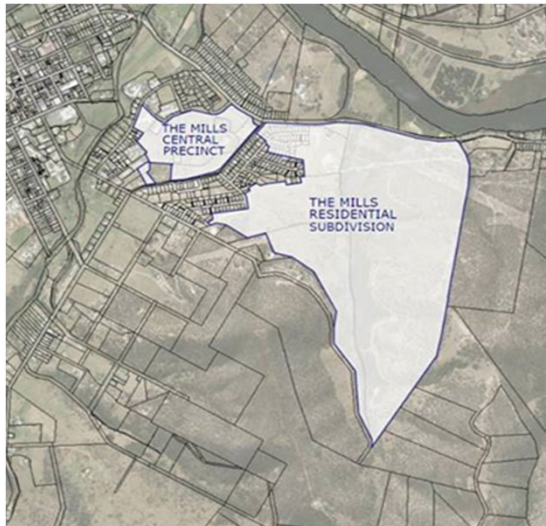 THE MILLS
CENTRAL
PRECINCT
THE MILLS
RESIDENTIAL
SUBDIVISION